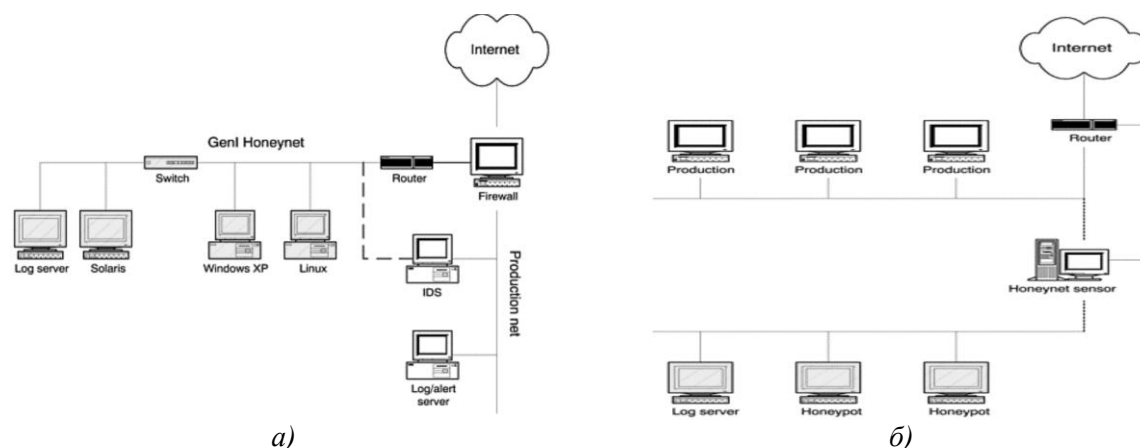 Internet
GenI Honeynet
Switch
Router
Firewall
Log server
Solaris
Windows XP
Linux
IDS
Production net
Log/alert
server
а)
Internet
Router
Production
Production
Production
Honeynet sensor
Log server
Honeypot
Honeypot
б)